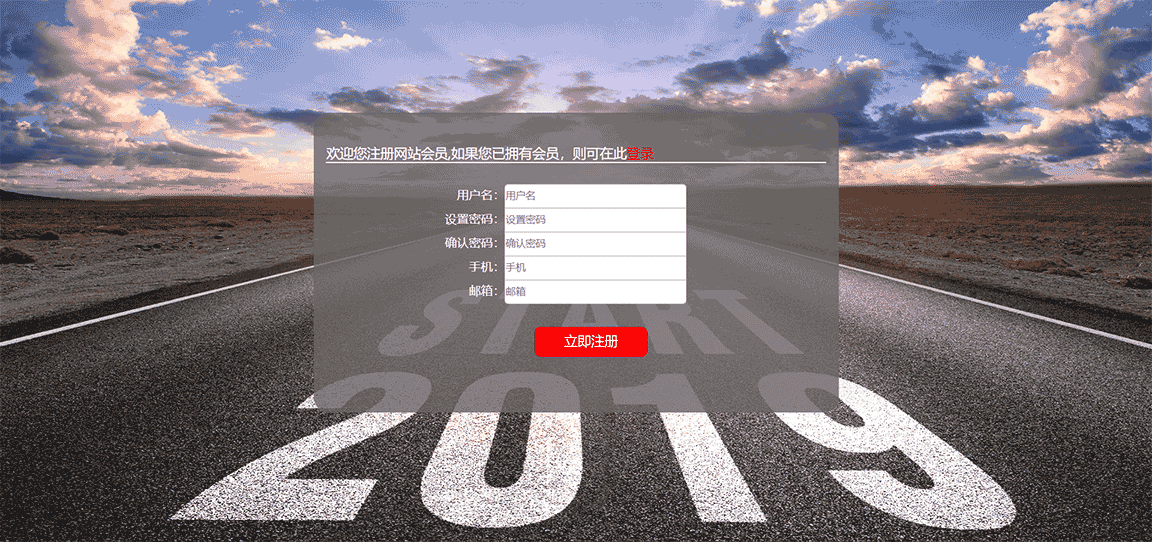 欢迎您注册网站会员,如果您已拥有会员，则可在此登录
用户名： 用户名
设置密码： 设置密码
确认密码： 确认密码
手机： 手机
邮箱： 邮箱
立即注册
START
2019